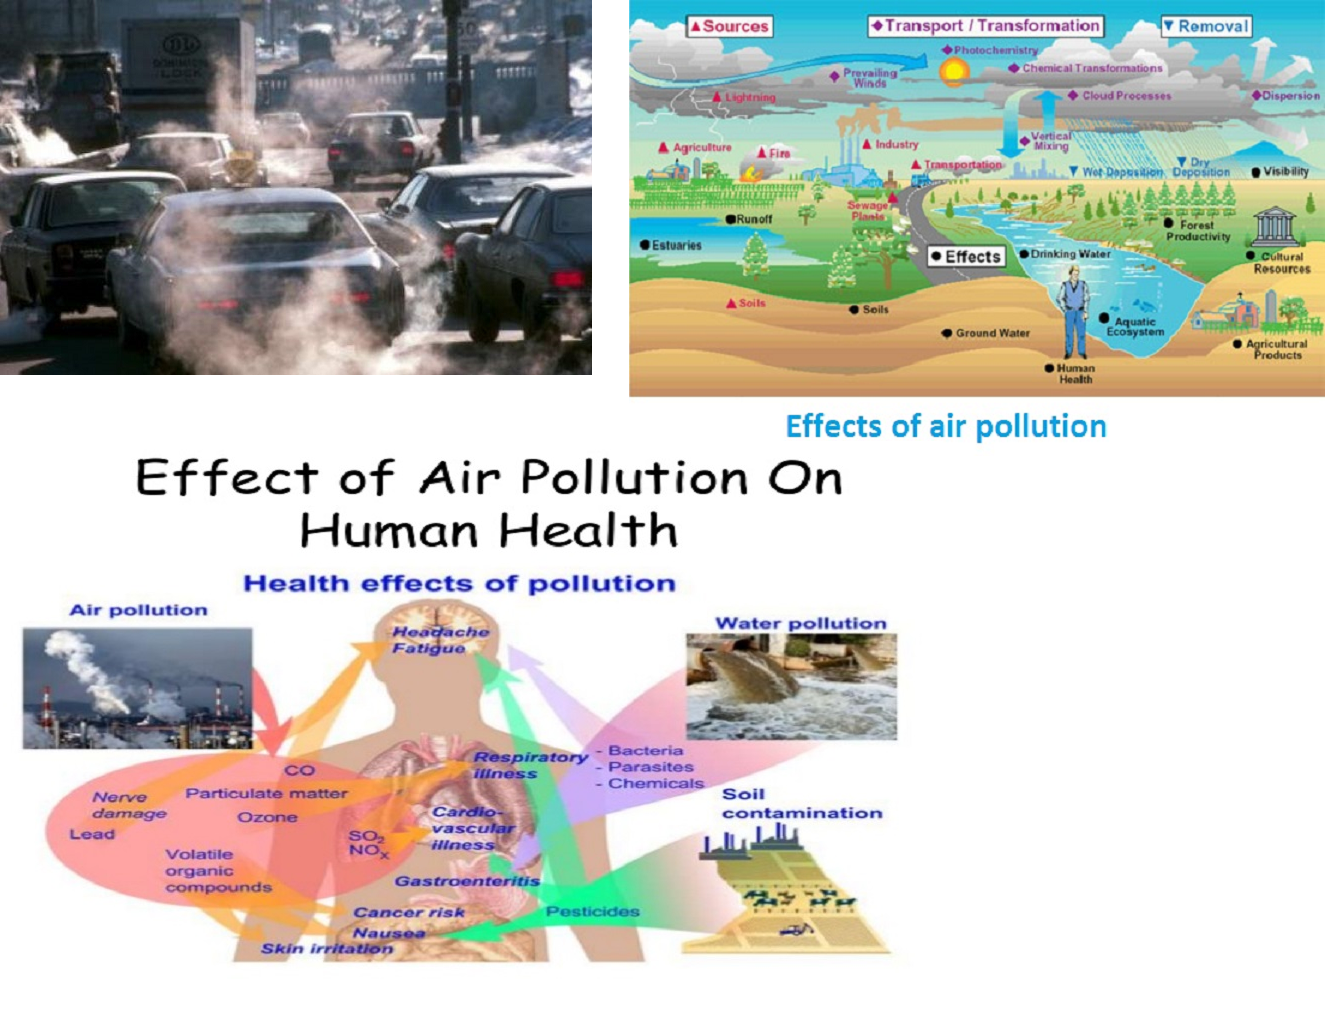 DL
LOCK
Sources
Transport / Transformation
Removal
Photochemistry
Prevailing
Winds
Chemical Transformations
Lightning
Cloud Processes
Dispersion
Vertical
Mixing
Agriculture
Fire
Industry
Transportation
Wet Deposition
Dry
Deposition
Visibility
Sewage
Plants
Runoff
Estuaries
Forest
Productivity
Effects
Drinking Water
Cultural
Resources
Soils
Soils
Ground Water
Aquatic
Ecosystem
Agricultural
Products
Human
Health
Effects of air pollution
Effect of Air Pollution On
Human Health
Health effects of pollution
Air pollution
Water pollution
Headache
Fatigue
Respiratory
illness
- Bacteria
- Parasites
- Chemicals
CO
Particulate matter
Nerve
damage
Ozone
Lead
SO₂
NOₓ
Cardio-
vascular
illness
Soil
contamination
Volatile
organic
compounds
Gastroenteritis
Cancer risk
Pesticides
Nausea
Skin irritation